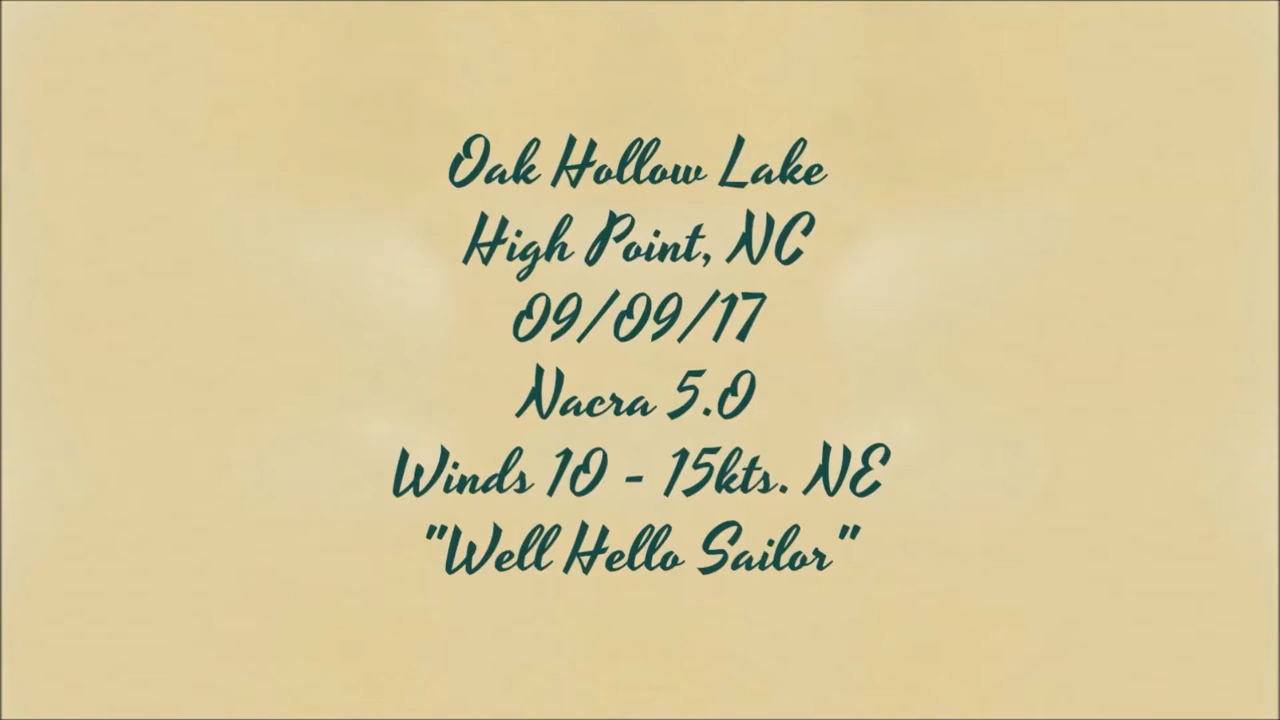 Oak Hollow Lake
High Point, NC
09/09/17
Nacra 5.0
Winds 10 - 15kts. NE
"Well Hello Sailor"